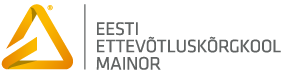 ®
EESTI
ETTEVÕTLUSKÕRGKOOL
MAINOR